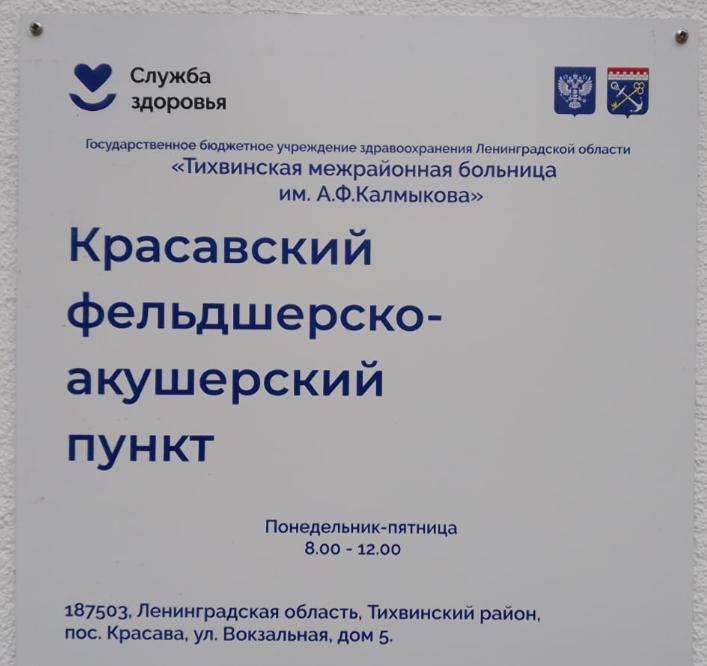 Служба
здоровья
Государственное бюджетное учреждение здравоохранения Ленинградской области
«Тихвинская межрайонная больница
им. А.Ф.Калмыкова»
Красавский
фельдшерско-
акушерский
пункт
Понедельник-пятница
8.00 - 12.00
187503, Ленинградская область, Тихвинский район,
пос. Красава, ул. Вокзальная, дом 5.